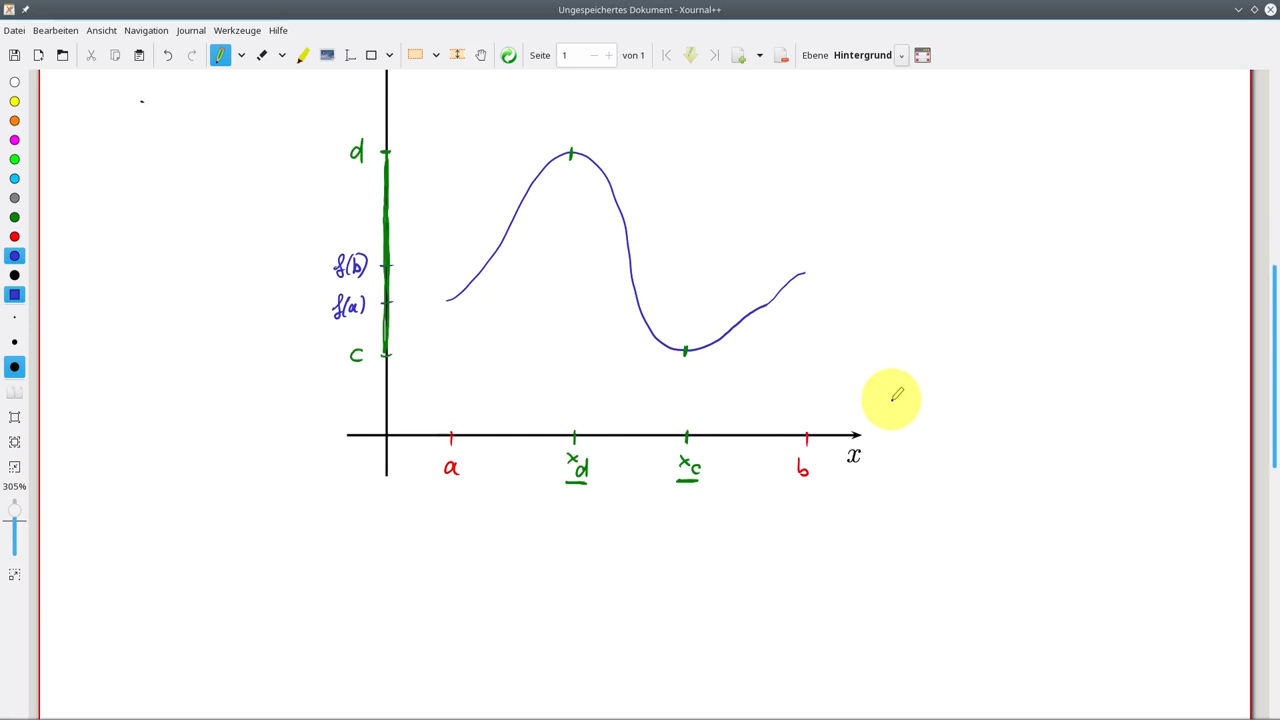 Ungespeichertes Dokument - Xournal++
Datei Bearbeiten Ansicht Navigation Journal Werkzeuge Hilfe
Seite 1 von 1 Ebene Hintergrund
d
f(b)
f(a)
c
a x_d x_c b x
305%